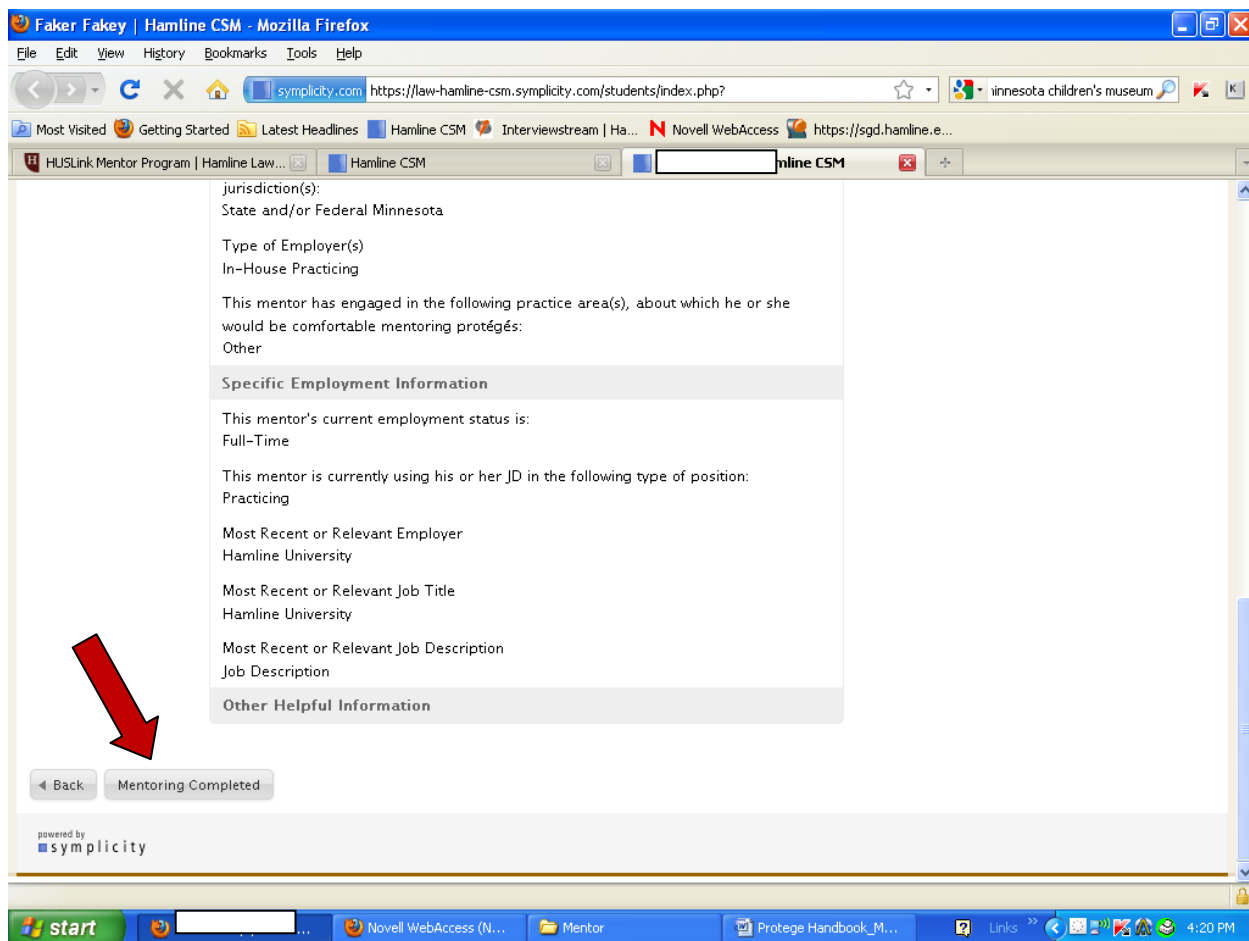 Faker Fakey | Hamline CSM - Mozilla Firefox
File Edit View History Bookmarks Tools Help
symplicity.com https://law-hamline-csm.symplicity.com/students/index.php? innesota children's museum
Most Visited Getting Started Latest Headlines Hamline CSM Interviewstream | Ha... Novell WebAccess https://sgd.hamline.e...
HUSLink Mentor Program | Hamline Law... Hamline CSM mline CSM
jurisdiction(s):
State and/or Federal Minnesota
Type of Employer(s)
In-House Practicing
This mentor has engaged in the following practice area(s), about which he or she
would be comfortable mentoring protégés:
Other
Specific Employment Information
This mentor's current employment status is:
Full-Time
This mentor is currently using his or her JD in the following type of position:
Practicing
Most Recent or Relevant Employer
Hamline University
Most Recent or Relevant Job Title
Hamline University
Most Recent or Relevant Job Description
Job Description
Other Helpful Information
Back Mentoring Completed
powered by
symplicity
start ... Novell WebAccess (N... Mentor Protege Handbook_M... Links 4:20 PM